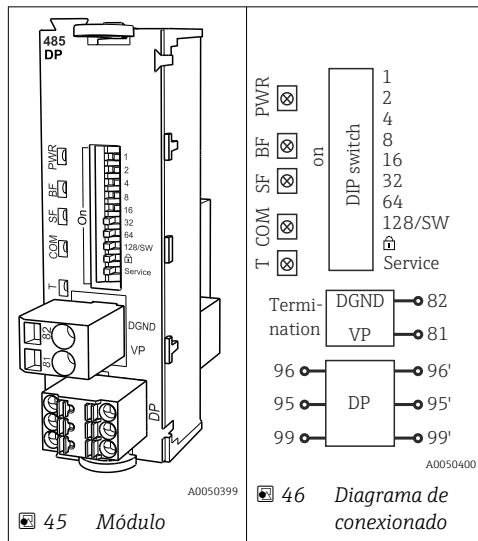 485
DP
PWR
BF
SF
COM
T
On
1
2
4
8
16
32
64
128/SW
Service
82
81
DGND
VP
DP
A0050399
45 Módulo
PWR
BF
SF
COM
T
on
DIP switch
1
2
4
8
16
32
64
128/SW
Service
Termi-
nation
DGND
VP
82
81
96
95
99
DP
96'
95'
99'
A0050400
46 Diagrama de
conexionado